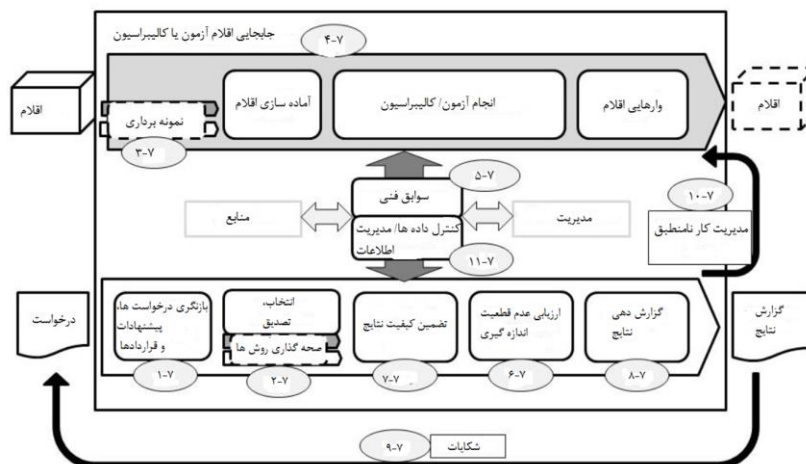 جابجایی اقلام آزمون یا کالیبراسیون
۴-۷
اقلام
نمونه برداری
۳-۷
آماده سازی اقلام
انجام آزمون/ کالیبراسیون
وارهایی اقلام
اقلام
۵-۷
سوابق فنی
منابع
مدیریت
کنترل داده ها/ مدیریت
اطلاعات
۱۱-۷
۱۰-۷
مدیریت کار نامنطبق
درخواست
بازنگری درخواست ها،
پیشنهادات
و قراردادها
۱-۷
انتخاب،
تصدیق
صحه گذاری روش ها
۲-۷
تضمین کیفیت نتایج
۷-۷
ارزیابی عدم قطعیت
اندازه گیری
۶-۷
گزارش دهی
نتایج
۸-۷
گزارش
نتایج
۹-۷
شکایات